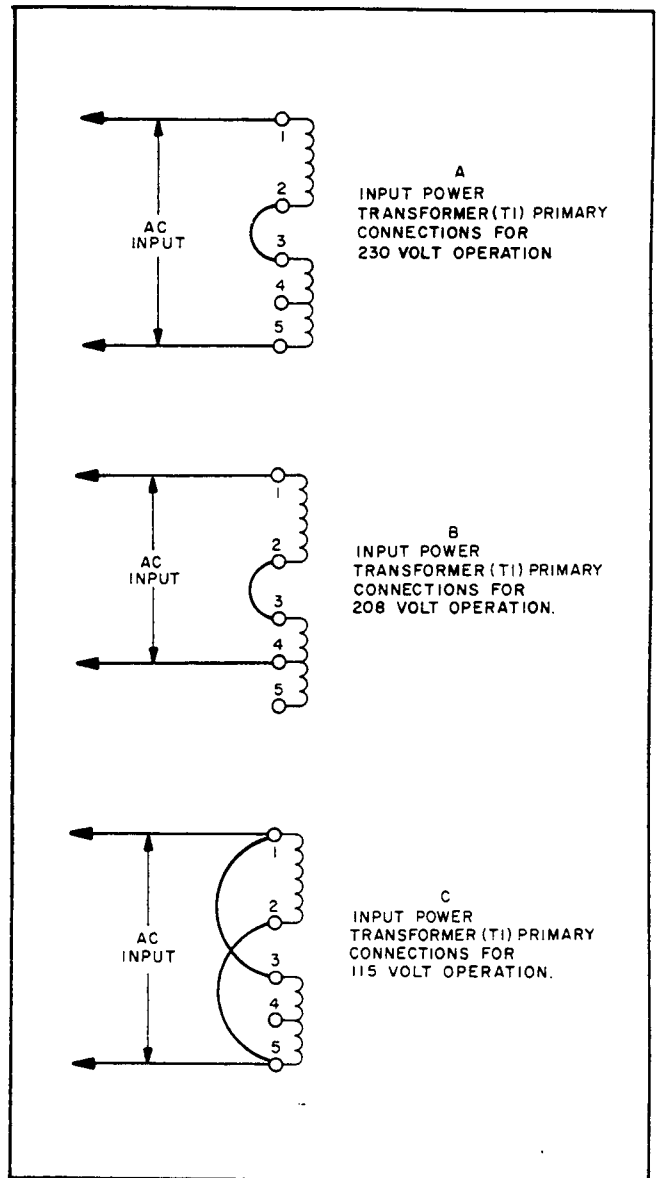 1
2
3
4
5
AC
INPUT
A
INPUT POWER
TRANSFORMER (T1) PRIMARY
CONNECTIONS FOR
230 VOLT OPERATION
1
2
3
4
5
AC
INPUT
B
INPUT POWER
TRANSFORMER (T1) PRIMARY
CONNECTIONS FOR
208 VOLT OPERATION.
1
2
3
4
5
AC
INPUT
C
INPUT POWER
TRANSFORMER (T1) PRIMARY
CONNECTIONS FOR
115 VOLT OPERATION.